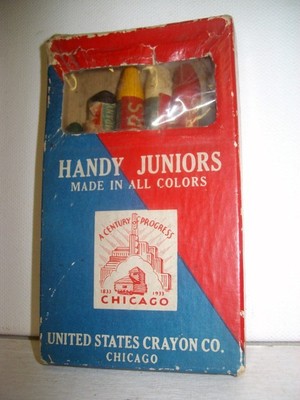 HANDY JUNIORS
MADE IN ALL COLORS
A CENTURY OF PROGRESS
1833 1933
CHICAGO
UNITED STATES CRAYON CO.
CHICAGO